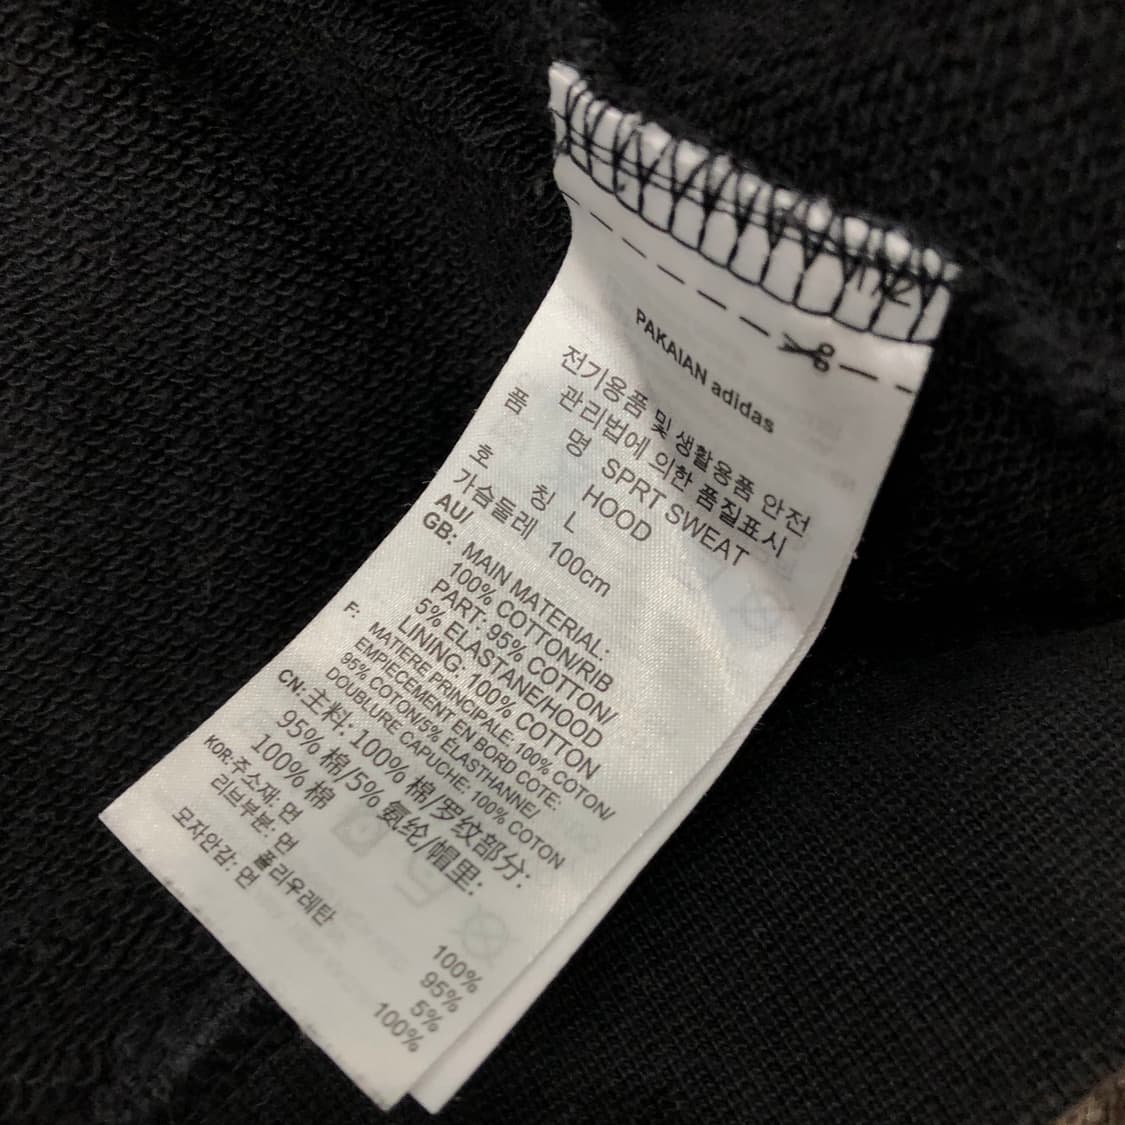 1/2
PAKAIAN adidas
전기용품 및 생활용품 안전
관리법에 의한 품질표시
품 명 SPRT SWEAT
HOOD
호 칭 L
가슴둘레 100cm
AU/
GB: MAIN MATERIAL:
100% COTTON/RIB
PART: 95% COTTON/
5% ELASTANE/HOOD
LINING: 100% COTTON
F: MATIERE PRINCIPALE: 100% COTON/
EMPIECEMENT EN BORD COTE:
95% COTON/5% ÉLASTHANNE/
DOUBLURE CAPUCHE: 100% COTON
CN: 主料: 100% 棉/罗纹部分:
95% 棉/5% 氨纶/帽里:
100% 棉
KOR: 주소재: 면 100%
리브부분: 면 95%
폴리우레탄 5%
모자안감: 면 100%